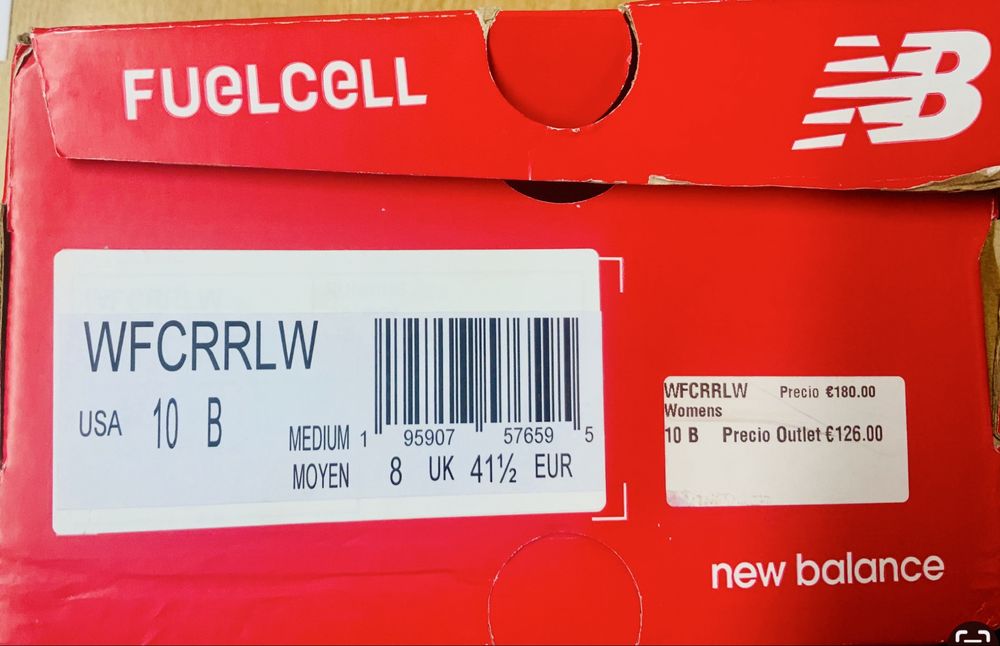 FUELCELL
NB
WFCRRLW
USA 10 B
MEDIUM
MOYEN
1 95907 57659 5
8 UK 41½ EUR
WFCRRLW Precio €180.00
Womens
10 B Precio Outlet €126.00
new balance